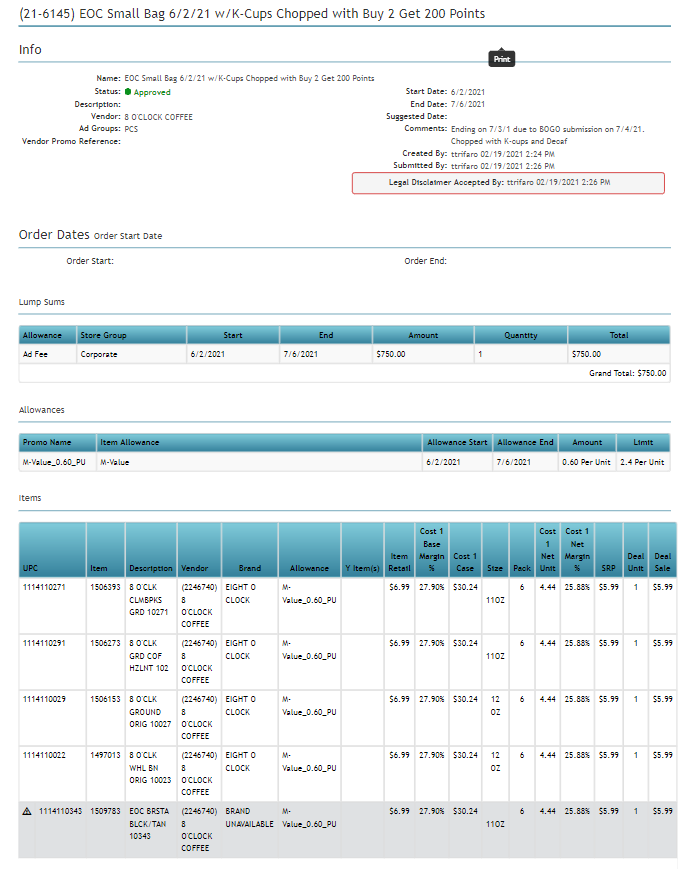 (21-6145) EOC Small Bag 6/2/21 w/K-Cups Chopped with Buy 2 Get 200 Points
Info
Print
Name: EOC Small Bag 6/2/21 w/K-Cups Chopped with Buy 2 Get 200 Points
Status: Approved
Description:
Vendor: 8 O'CLOCK COFFEE
Ad Groups: PCS
Vendor Promo Reference:
Start Date: 6/2/2021
End Date: 7/6/2021
Suggested Date:
Comments: Ending on 7/3/1 due to BOGO submission on 7/4/21.
Chopped with K-cups and Decaf
Created By: ttrifaro 02/19/2021 2:24 PM
Submitted By: ttrifaro 02/19/2021 2:26 PM
Legal Disclaimer Accepted By: ttrifaro 02/19/2021 2:26 PM
Order Dates Order Start Date
Order Start: Order End:
Lump Sums
Allowance Store Group Start End Amount Quantity Total
Ad Fee Corporate 6/2/2021 7/6/2021 $750.00 1 $750.00
Grand Total: $750.00
Allowances
Promo Name Item Allowance Allowance Start Allowance End Amount Limit
M-Value_0.60_PU M-Value 6/2/2021 7/6/2021 0.60 Per Unit 2.4 Per Unit
Items
UPC Item Description Vendor Brand Allowance Y Item(s) Item Retail Cost 1 Base Margin % Cost 1 Case Size Pack Cost 1 Net Unit Cost 1 Net Margin % SRP Deal Unit Deal Sale
1114110271 1506393 8 O'CLK CLMBPKS GRD 10271 (2246740) 8 O'CLOCK COFFEE EIGHT O CLOCK M-Value_0.60_PU $6.99 27.90% $30.24 11OZ 6 4.44 25.88% $5.99 1 $5.99
1114110291 1506273 8 O'CLK GRD COF HZLNT 102 (2246740) 8 O'CLOCK COFFEE EIGHT O CLOCK M-Value_0.60_PU $6.99 27.90% $30.24 11OZ 6 4.44 25.88% $5.99 1 $5.99
1114110029 1506153 8 O'CLK GROUND ORIG 10027 (2246740) 8 O'CLOCK COFFEE EIGHT O CLOCK M-Value_0.60_PU $6.99 27.90% $30.24 12 OZ 6 4.44 25.88% $5.99 1 $5.99
1114110022 1497013 8 O'CLK WHL BN ORIG 10023 (2246740) 8 O'CLOCK COFFEE EIGHT O CLOCK M-Value_0.60_PU $6.99 27.90% $30.24 12 OZ 6 4.44 25.88% $5.99 1 $5.99
1114110343 1509783 EOC BRSTA BLCK/TAN 10343 (2246740) 8 O'CLOCK COFFEE BRAND UNAVAILABLE M-Value_0.60_PU $6.99 27.90% $30.24 11OZ 6 4.44 25.88% $5.99 1 $5.99